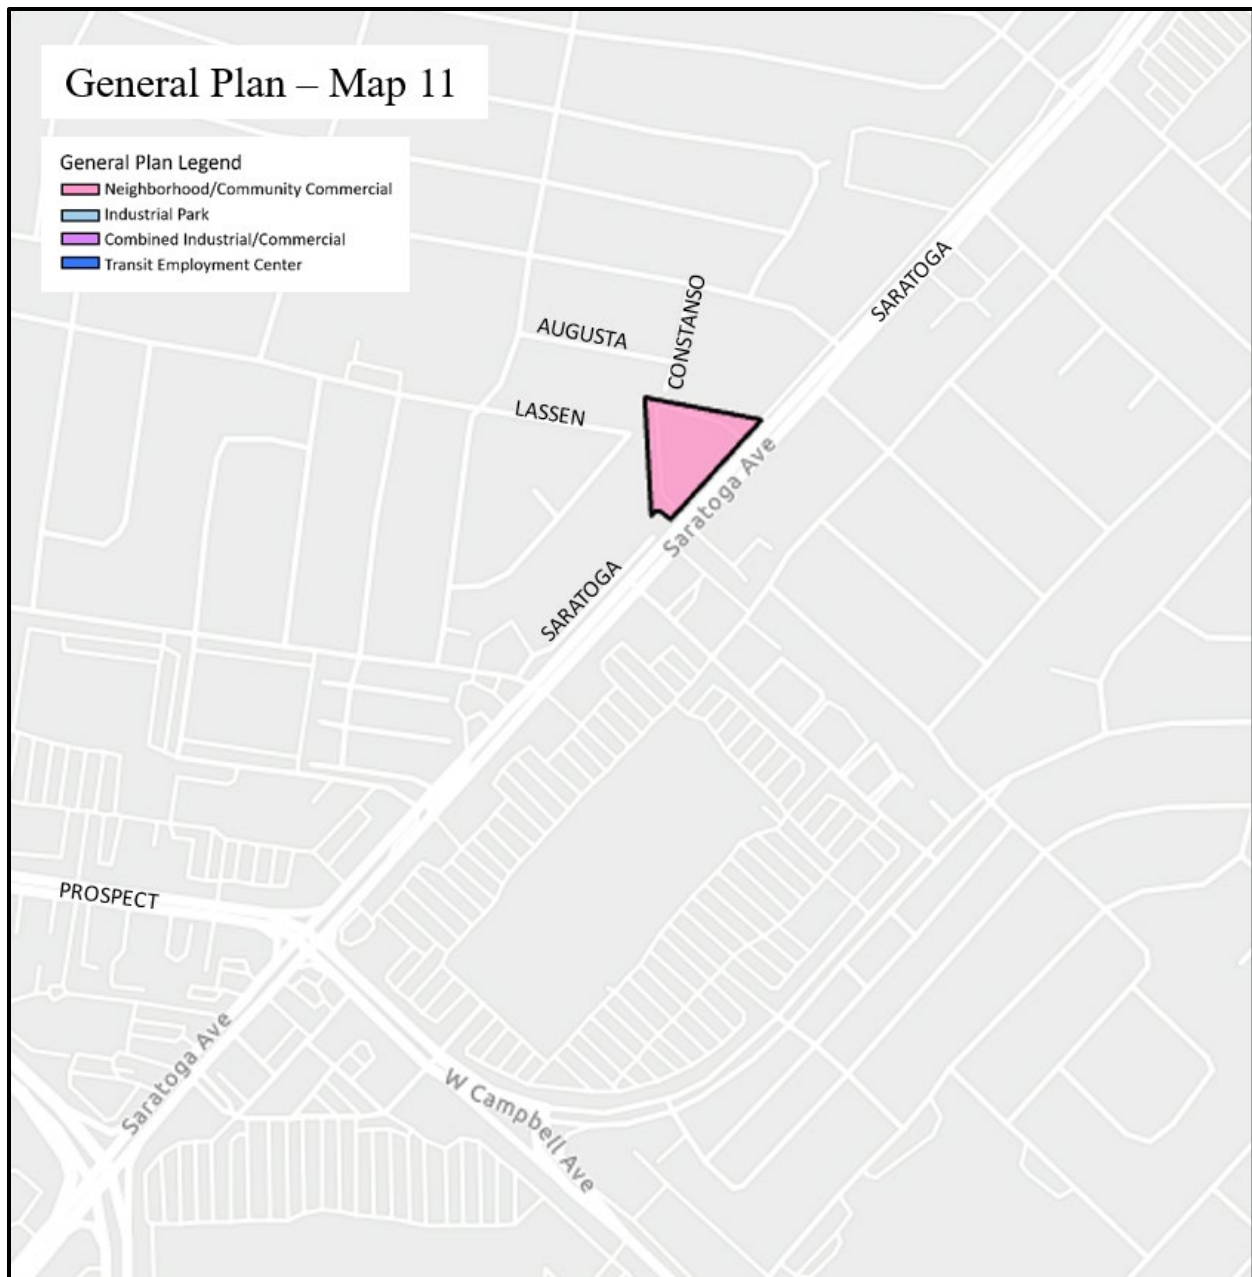 General Plan – Map 11
General Plan Legend
Neighborhood/Community Commercial
Industrial Park
Combined Industrial/Commercial
Transit Employment Center
SARATOGA
CONSTANSO
AUGUSTA
LASSEN
Saratoga Ave
SARATOGA
PROSPECT
Saratoga Ave
W Campbell Ave